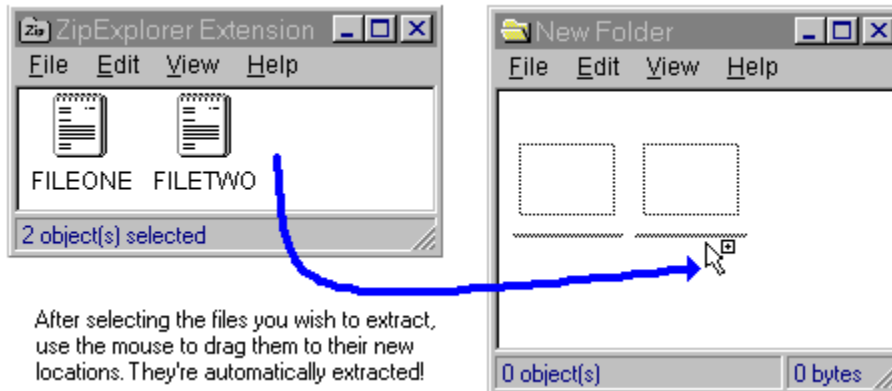 Zip ZipExplorer Extension
File Edit View Help
FILEONE FILETWO
2 object(s) selected
After selecting the files you wish to extract,
use the mouse to drag them to their new
locations. They're automatically extracted!
New Folder
File Edit View Help
0 object(s) 0 bytes